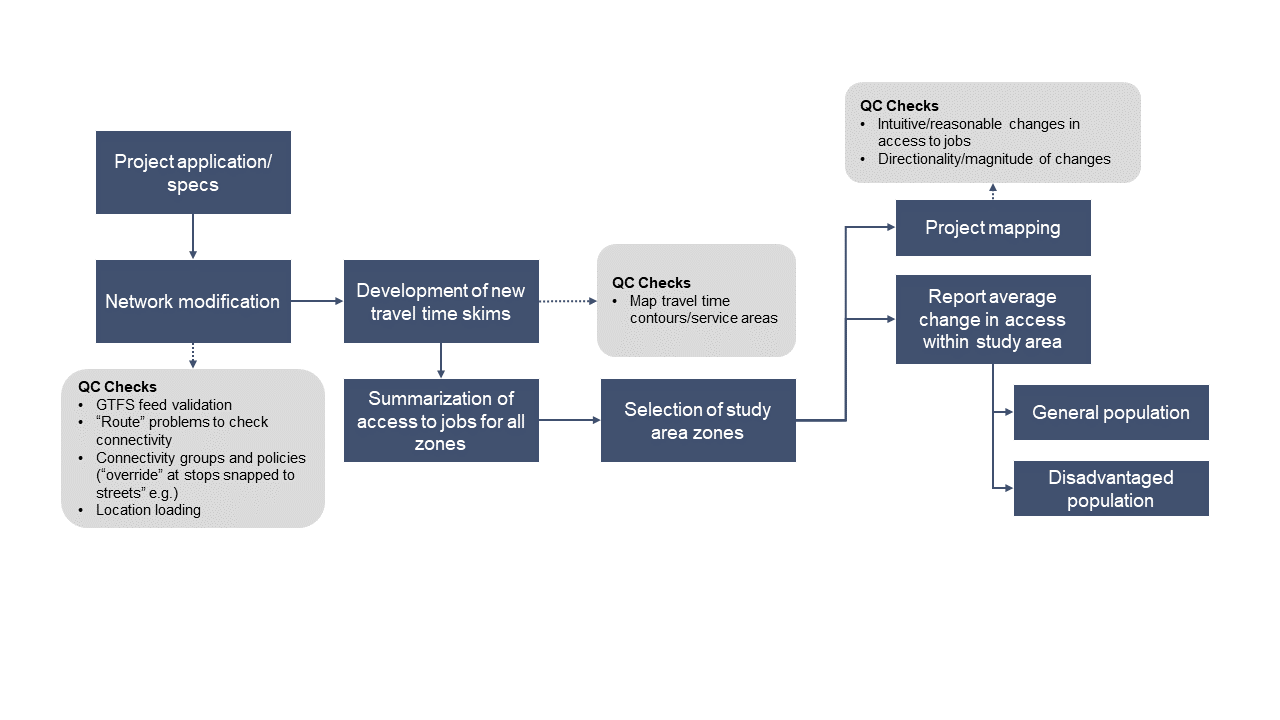 Project application/
specs
Network modification
QC Checks
• GTFS feed validation
• “Route” problems to check
connectivity
• Connectivity groups and policies
(“override” at stops snapped to
streets” e.g.)
• Location loading
Development of new
travel time skims
QC Checks
• Map travel time
contours/service areas
Summarization of
access to jobs for all
zones
Selection of study
area zones
QC Checks
• Intuitive/reasonable changes in
access to jobs
• Directionality/magnitude of changes
Project mapping
Report average
change in access
within study area
General population
Disadvantaged
population